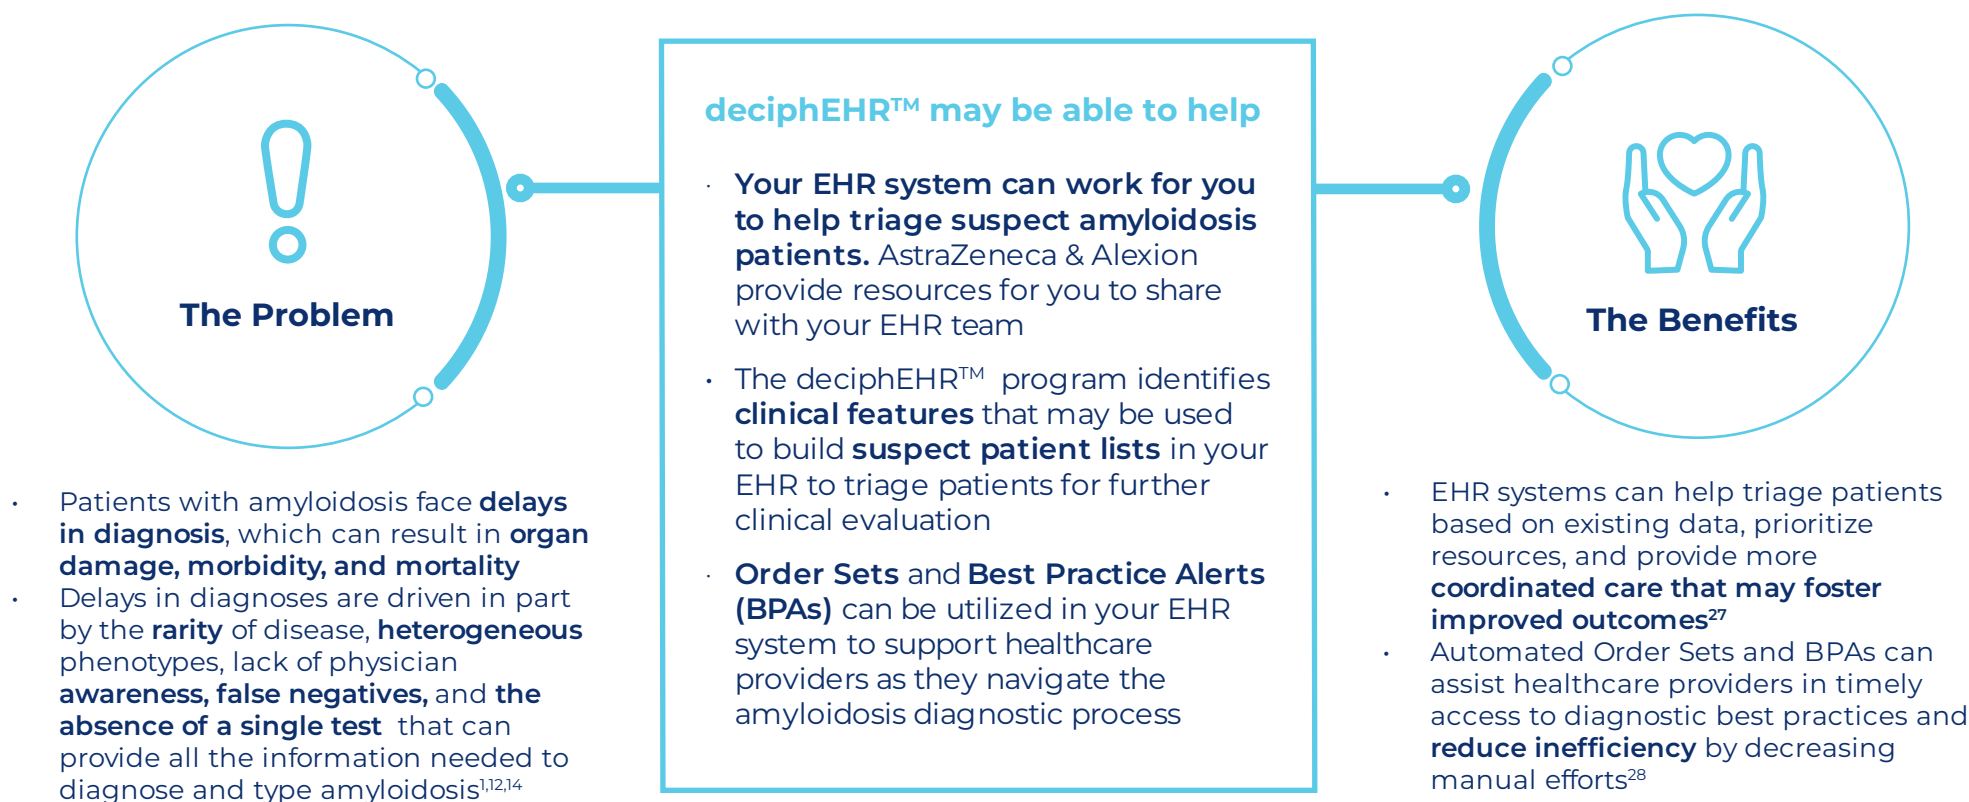 The Problem
• Patients with amyloidosis face delays
in diagnosis, which can result in organ
damage, morbidity, and mortality
• Delays in diagnoses are driven in part
by the rarity of disease, heterogeneous
phenotypes, lack of physician
awareness, false negatives, and the
absence of a single test that can
provide all the information needed to
diagnose and type amyloidosis1,12,14
deciphEHR™ may be able to help
· Your EHR system can work for you
to help triage suspect amyloidosis
patients. AstraZeneca & Alexion
provide resources for you to share
with your EHR team
• The deciphEHR™ program identifies
clinical features that may be used
to build suspect patient lists in your
EHR to triage patients for further
clinical evaluation
· Order Sets and Best Practice Alerts
(BPAs) can be utilized in your EHR
system to support healthcare
providers as they navigate the
amyloidosis diagnostic process
The Benefits
• EHR systems can help triage patients
based on existing data, prioritize
resources, and provide more
coordinated care that may foster
improved outcomes27
• Automated Order Sets and BPAs can
assist healthcare providers in timely
access to diagnostic best practices and
reduce inefficiency by decreasing
manual efforts28